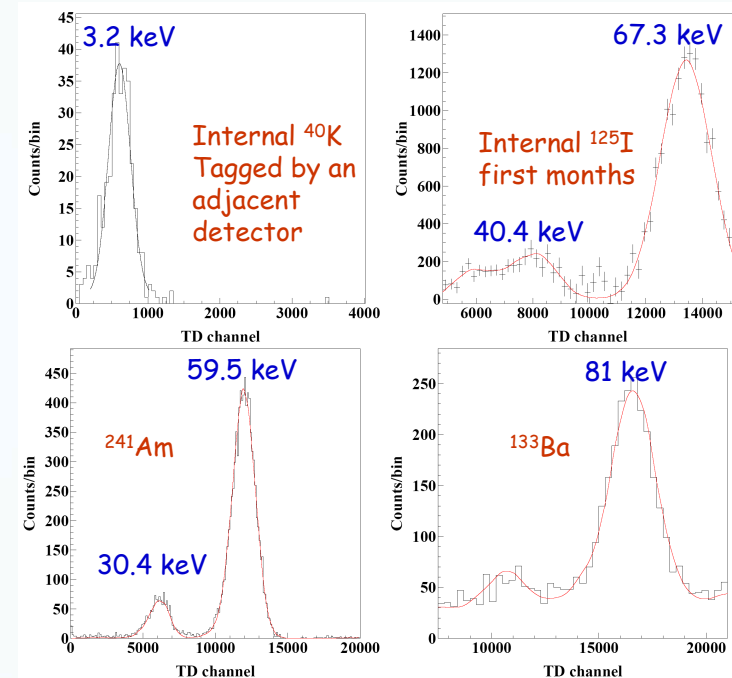 3.2 keV
Internal ⁴⁰K
Tagged by an
adjacent
detector
Counts/bin
45
40
35
30
25
20
15
10
5
0
0 1000 2000 3000 4000
TD channel
67.3 keV
Internal ¹²⁵I
first months
40.4 keV
Counts/bin
1400
1200
1000
800
600
400
200
0
6000 8000 10000 12000 14000
TD channel
59.5 keV
²⁴¹Am
30.4 keV
Counts/bin
450
400
350
300
250
200
150
100
50
0
0 5000 10000 15000 20000
TD channel
81 keV
¹³³Ba
Counts/bin
250
200
150
100
50
0
10000 15000 20000
TD channel